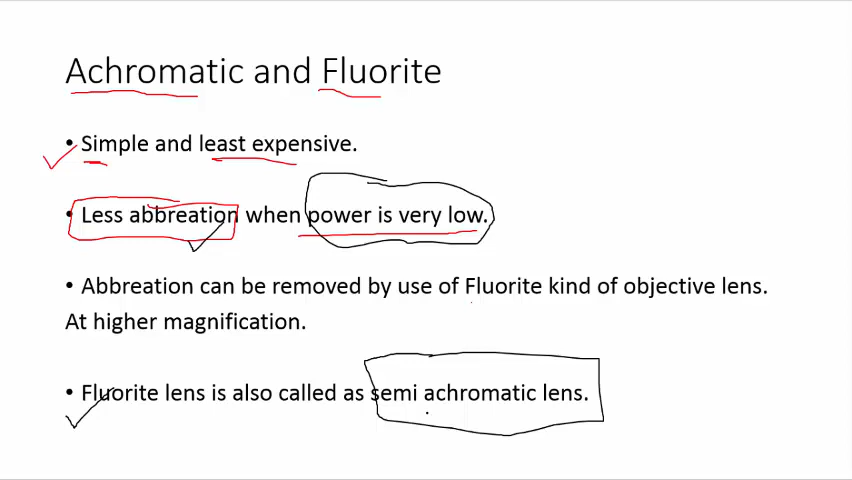 Achromatic and Fluorite
• Simple and least expensive.
• Less abbreation when power is very low.
• Abbreation can be removed by use of Fluorite kind of objective lens.
At higher magnification.
• Fluorite lens is also called as semi achromatic lens.